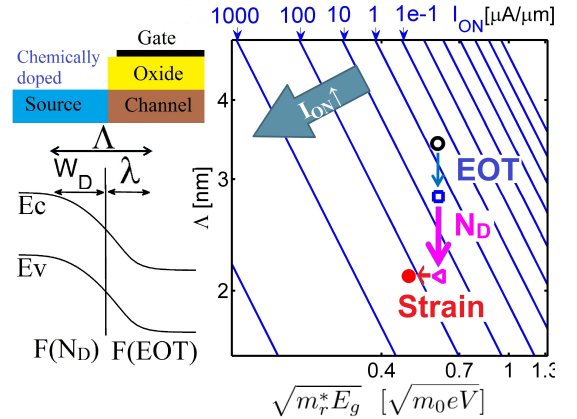 Gate
Chemically
doped
Oxide
Source
Channel
Λ
W_D
λ
Ec
Ev
F(N_D)
F(EOT)
1000
100
10
1
1e-1
I_ON[μA/μm]
I_ON↑
EOT
N_D
Strain
Λ [nm]
4
3
2
0.4
0.7
1
1.3
√(m_r^* E_g) [√(m_0 eV)]